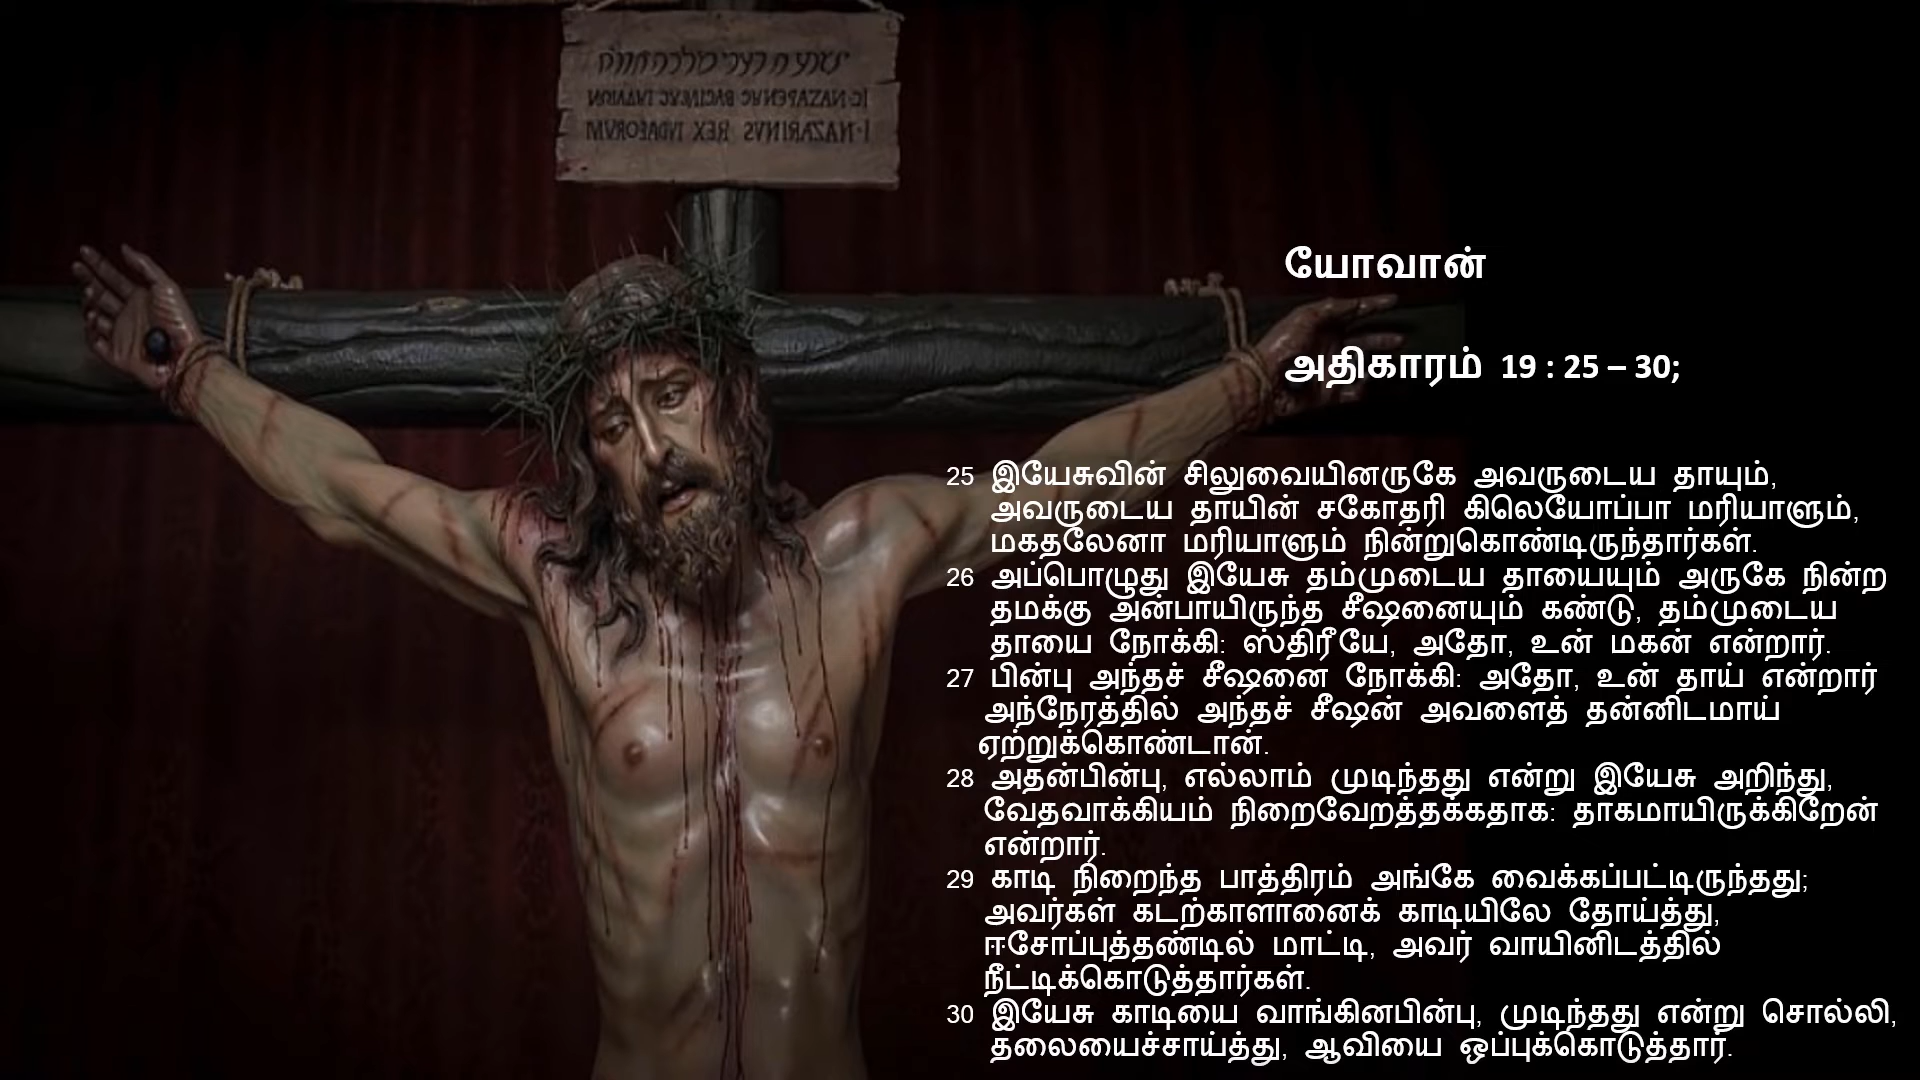 I·NAZARINVS REX IVDAEORVM
யோவான்
அதிகாரம் 19 : 25 – 30;
25 இயேசுவின் சிலுவையினருகே அவருடைய தாயும்,
அவருடைய தாயின் சகோதரி கிலெயோப்பா மரியாளும்,
மகதலேனா மரியாளும் நின்றுகொண்டிருந்தார்கள்.
26 அப்பொழுது இயேசு தம்முடைய தாயையும் அருகே நின்ற
தமக்கு அன்பாயிருந்த சீஷனையும் கண்டு, தம்முடைய
தாயை நோக்கி: ஸ்திரீயே, அதோ, உன் மகன் என்றார்.
27 பின்பு அந்தச் சீஷனை நோக்கி: அதோ, உன் தாய் என்றார்
அந்நேரத்தில் அந்தச் சீஷன் அவளைத் தன்னிடமாய்
ஏற்றுக்கொண்டான்.
28 அதன்பின்பு, எல்லாம் முடிந்தது என்று இயேசு அறிந்து,
வேதவாக்கியம் நிறைவேறத்தக்கதாக: தாகமாயிருக்கிறேன்
என்றார்.
29 காடி நிறைந்த பாத்திரம் அங்கே வைக்கப்பட்டிருந்தது;
அவர்கள் கடற்காளானைக் காடியிலே தோய்த்து,
ஈசோப்புத்தண்டில் மாட்டி, அவர் வாயினிடத்தில்
நீட்டிக்கொடுத்தார்கள்.
30 இயேசு காடியை வாங்கினபின்பு, முடிந்தது என்று சொல்லி,
தலையைச்சாய்த்து, ஆவியை ஒப்புக்கொடுத்தார்.